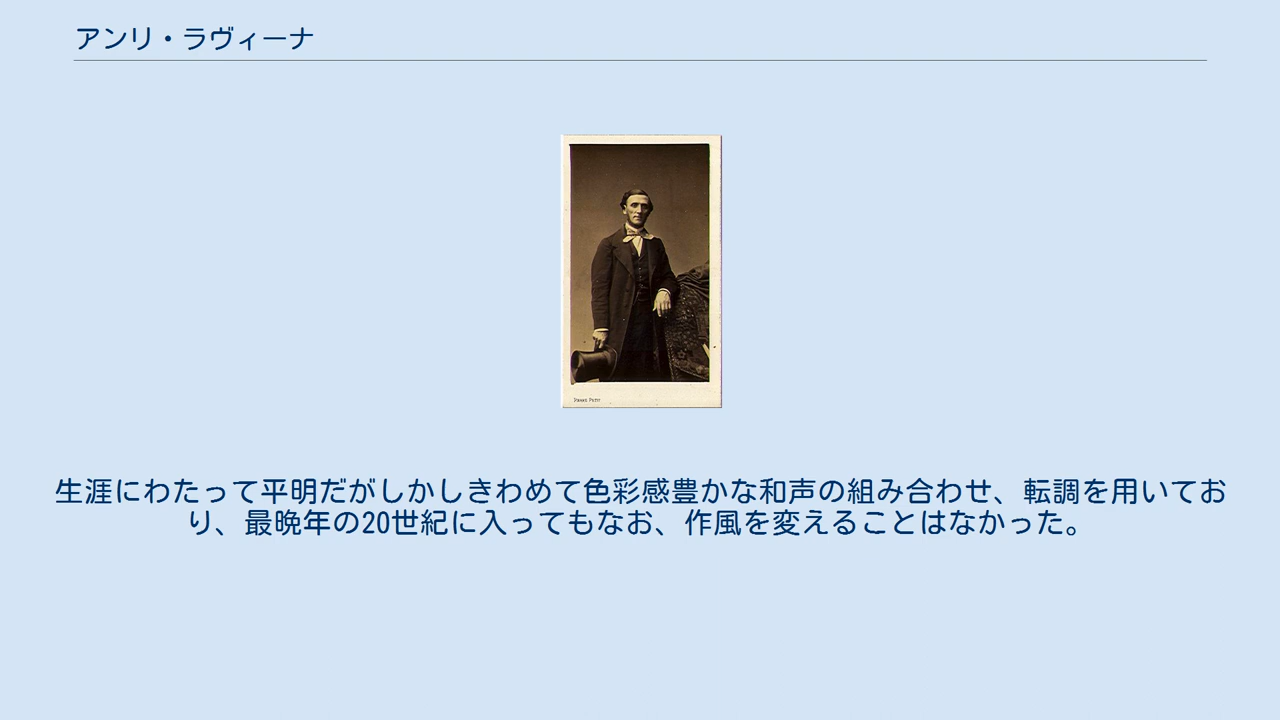 アンリ・ラヴィーナ
Pierre Petit
生涯にわたって平明だがしかしきわめて色彩感豊かな和声の組み合わせ、転調を用いてお
り、最晩年の20世紀に入ってもなお、作風を変えることはなかった。